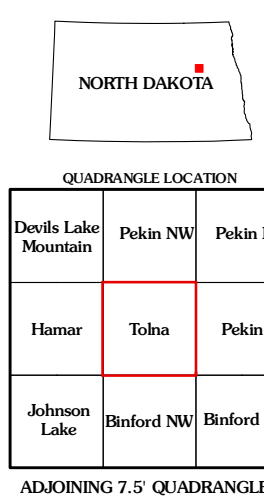 NORTH DAKOTA
QUADRANGLE LOCATION
Devils Lake
Mountain
Pekin NW
Pekin
Hamar
Tolna
Pekin
Johnson
Lake
Binford NW
Binford
ADJOINING 7.5' QUADRANGLE